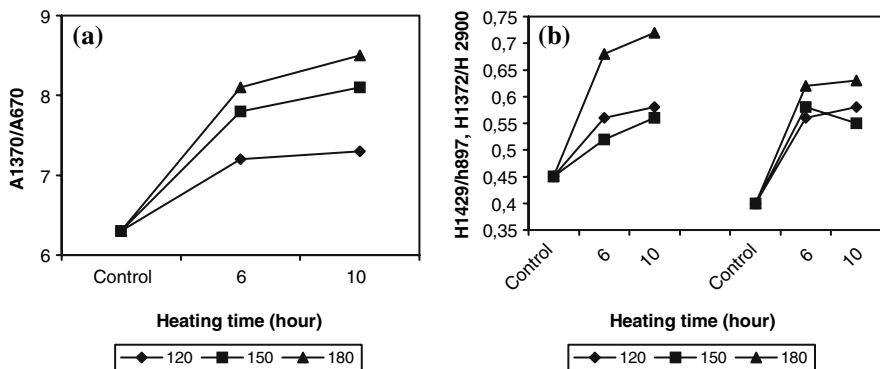 (a)
A1370/A670
9
8
7
6
Control 6 10
Heating time (hour)
120 150 180
(b)
H1429/h897, H1372/H 2900
0,75
0,7
0,65
0,6
0,55
0,5
0,45
0,4
0,35
Control 6 10 Control 6 10
Heating time (hour)
120 150 180